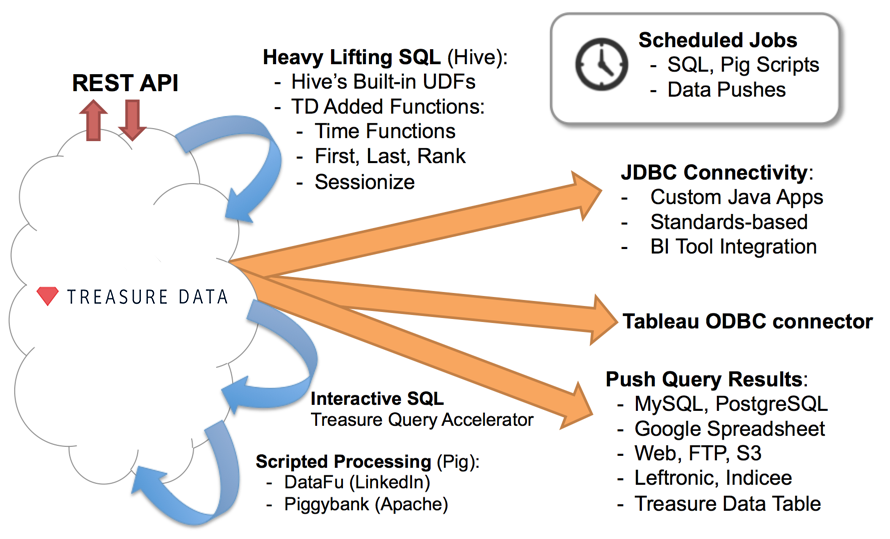 REST API
TREASURE DATA
Heavy Lifting SQL (Hive):
- Hive's Built-in UDFs
- TD Added Functions:
- Time Functions
- First, Last, Rank
- Sessionize
Scheduled Jobs
- SQL, Pig Scripts
- Data Pushes
JDBC Connectivity:
- Custom Java Apps
- Standards-based
- BI Tool Integration
Tableau ODBC connector
Interactive SQL
Treasure Query Accelerator
Scripted Processing (Pig):
- DataFu (LinkedIn)
- Piggybank (Apache)
Push Query Results:
- MySQL, PostgreSQL
- Google Spreadsheet
- Web, FTP, S3
- Leftronic, Indicee
- Treasure Data Table